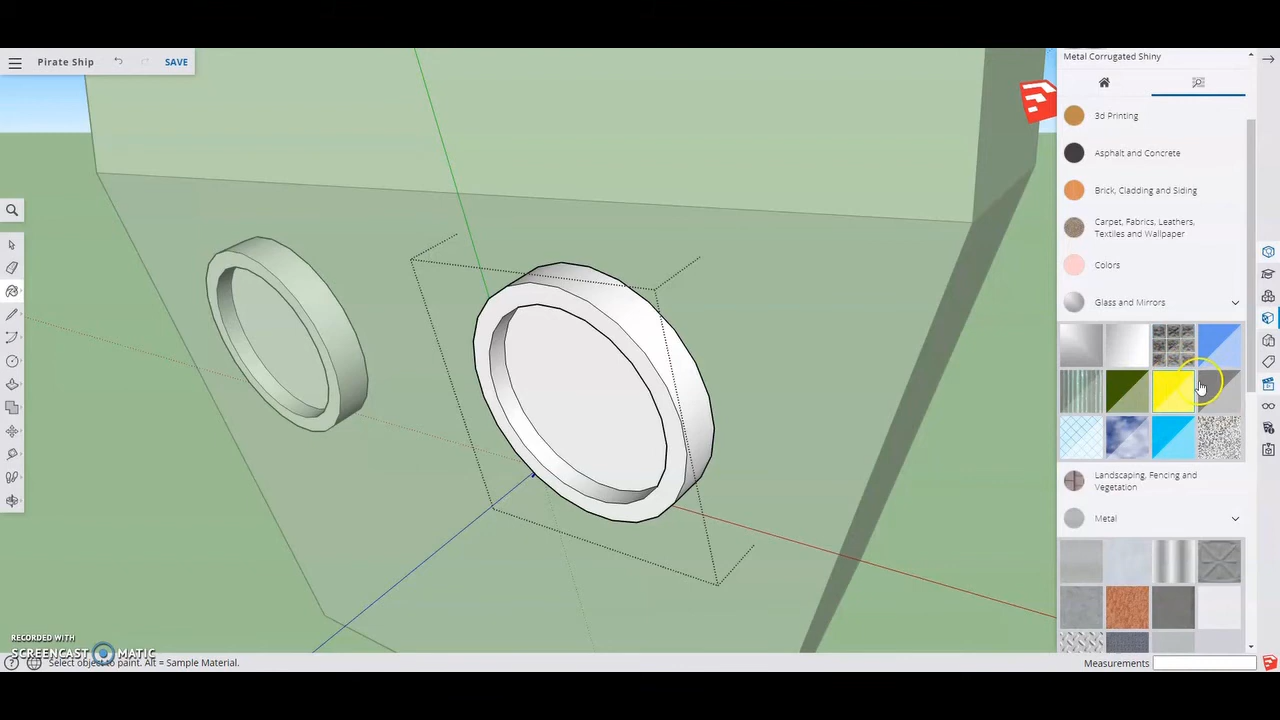 Pirate Ship
SAVE
Metal Corrugated Shiny
3d Printing
Asphalt and Concrete
Brick, Cladding and Siding
Carpet, Fabrics, Leathers,
Textiles and Wallpaper
Colors
Glass and Mirrors
Landscaping, Fencing and
Vegetation
Metal
RECORDED WITH
SCREENCAST MATIC
Select object to paint. Alt = Sample Material.
Measurements